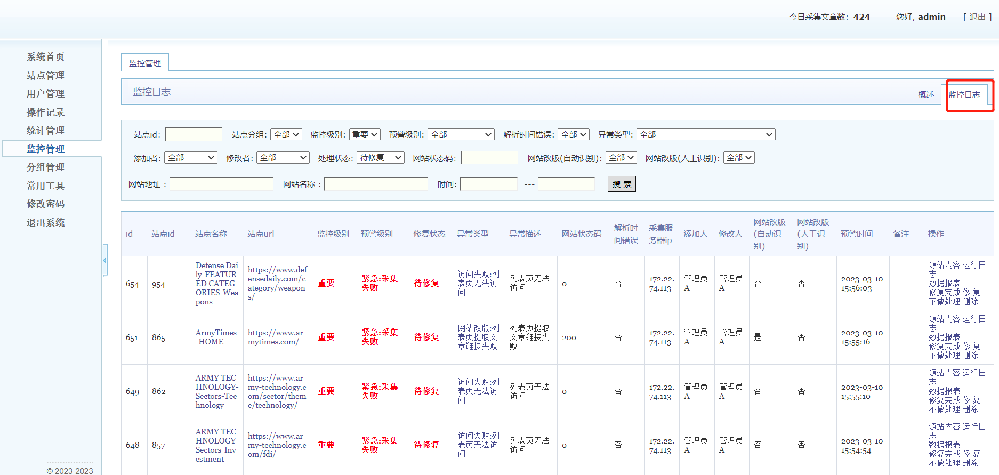 今日采集文章数: 424 您好, admin [ 退出 ]
系统首页
站点管理
用户管理
操作记录
统计管理
监控管理
分组管理
常用工具
修改密码
退出系统
© 2023-2023
监控管理
监控日志 概述 监控日志
站点id: 站点分组: 全部 监控级别: 重要 预警级别: 全部 解析时间错误: 全部 异常类型: 全部
添加者: 全部 修改者: 全部 处理状态: 待修复 网站状态码: 网站改版(自动识别): 全部 网站改版(人工识别): 全部
网站地址 : 网站名称 : 时间: --- 搜 索
id 站点id 站点名称 站点url 监控级别 预警级别 修复状态 异常类型 异常描述 网站状态码 解析时
间错误 采集服
务器ip 添加人 修改人 网站改版
(自动识
别) 网站改版
(人工识
别) 预警时间 备注 操作
654 954 Defense Dai
ly-FEATUR
ED CATEG
ORIES-Wea
pons https://www.def
ensedaily.com/c
ategory/weapon
s/ 重要 紧急:采集
失败 待修复 访问失败:列
表页无法访
问 列表页无法
访问 0 否 172.22.
74.113 管理员
A 管理员
A 否 否 2023-03-10
15:56:03 源站内容 运行日
志
数据报表
修复完成 修 复
不做处理 删除
651 865 ArmyTimes
-HOME https://www.ar
mytimes.com/ 重要 紧急:采集
失败 待修复 网站改版:列
表页提取文
章链接失败 列表页提取
文章链接失
败 200 否 172.22.
74.113 管理员
A 管理员
A 是 否 2023-03-10
15:55:16 源站内容 运行日
志
数据报表
修复完成 修 复
不做处理 删除
649 862 ARMY TEC
HNOLOGY-
Sectors-Tec
hnology https://www.ar
my-technology.c
om/sector/them
e/technology/ 重要 紧急:采集
失败 待修复 访问失败:列
表页无法访
问 列表页无法
访问 0 否 172.22.
74.113 管理员
A 管理员
A 否 否 2023-03-10
15:55:10 源站内容 运行日
志
数据报表
修复完成 修 复
不做处理 删除
648 857 ARMY TEC
HNOLOGY-
Sectors-Inv
estment https://www.ar
my-technology.c
om/fdi/ 重要 紧急:采集
失败 待修复 访问失败:列
表页无法访
问 列表页无法
访问 0 否 172.22.
74.113 管理员
A 管理员
A 否 否 2023-03-10
15:54:54 源站内容 运行日
志
数据报表
修复完成 修 复
不做处理 删除